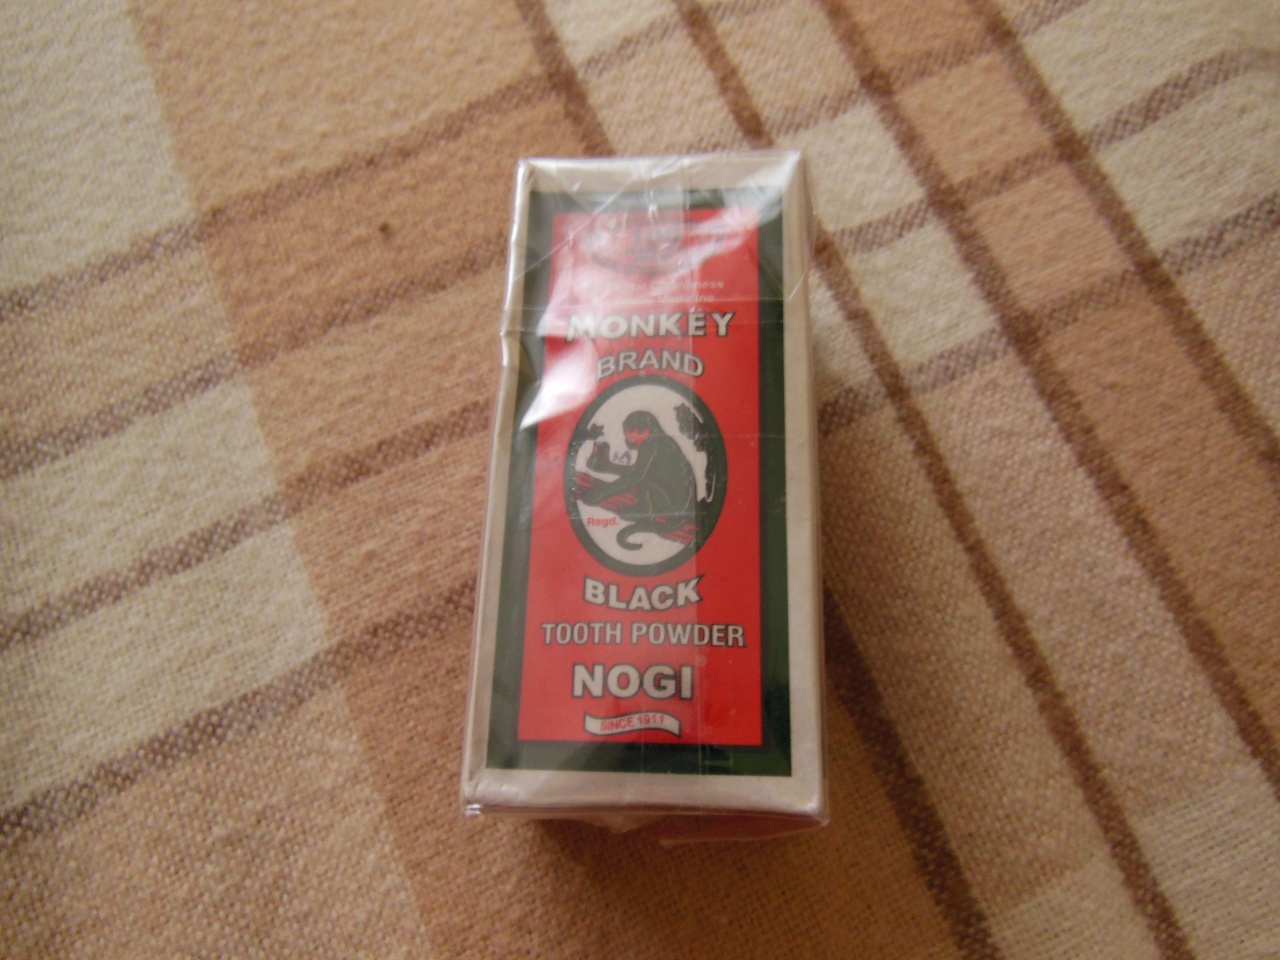 MONKEY
BRAND
Regd.
BLACK
TOOTH POWDER
NOGI
SINCE 1911